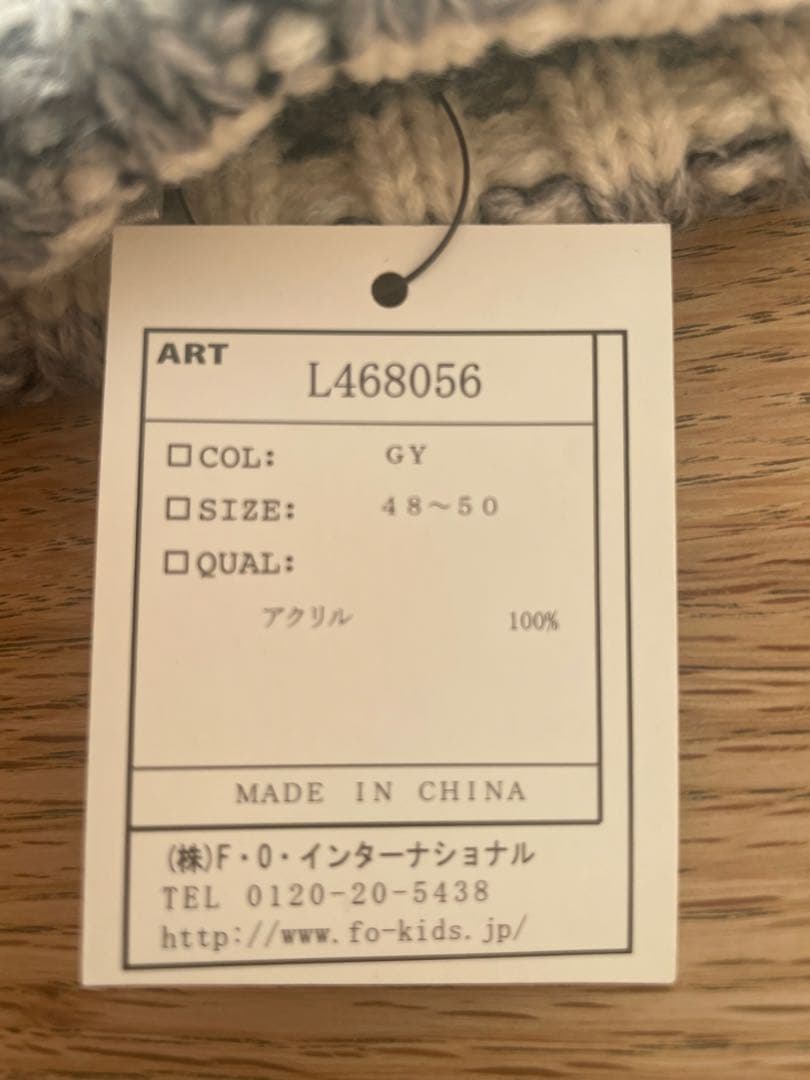 ART
L468056
□COL: GY
□SIZE: 48～50
□QUAL:
アクリル 100%
MADE IN CHINA
(株)F・O・インターナショナル
TEL 0120-20-5438
http://www.fo-kids.jp/